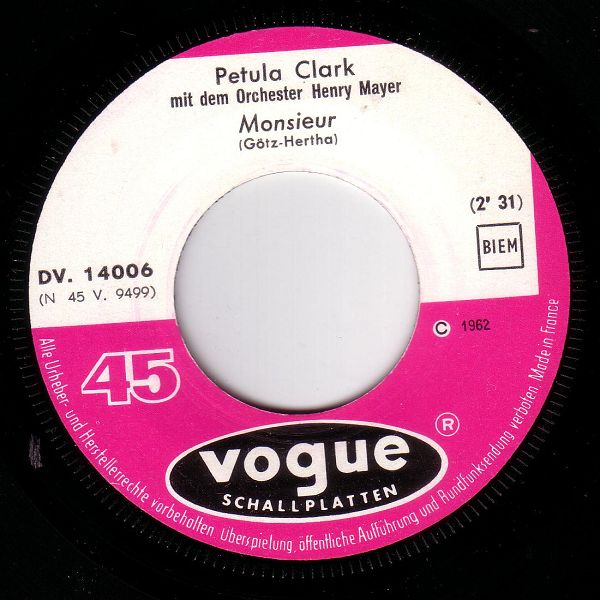 Petula Clark
mit dem Orchester Henry Mayer
Monsieur
(Götz-Hertha)
(2' 31)
BIEM
DV. 14006
(N 45 V. 9499)
© 1962
45
vogue ®
SCHALLPLATTEN
Alle Urheber- und Herstellerrechte vorbehalten. Überspielung, öffentliche Aufführung und Rundfunksendung verboten. Made in France